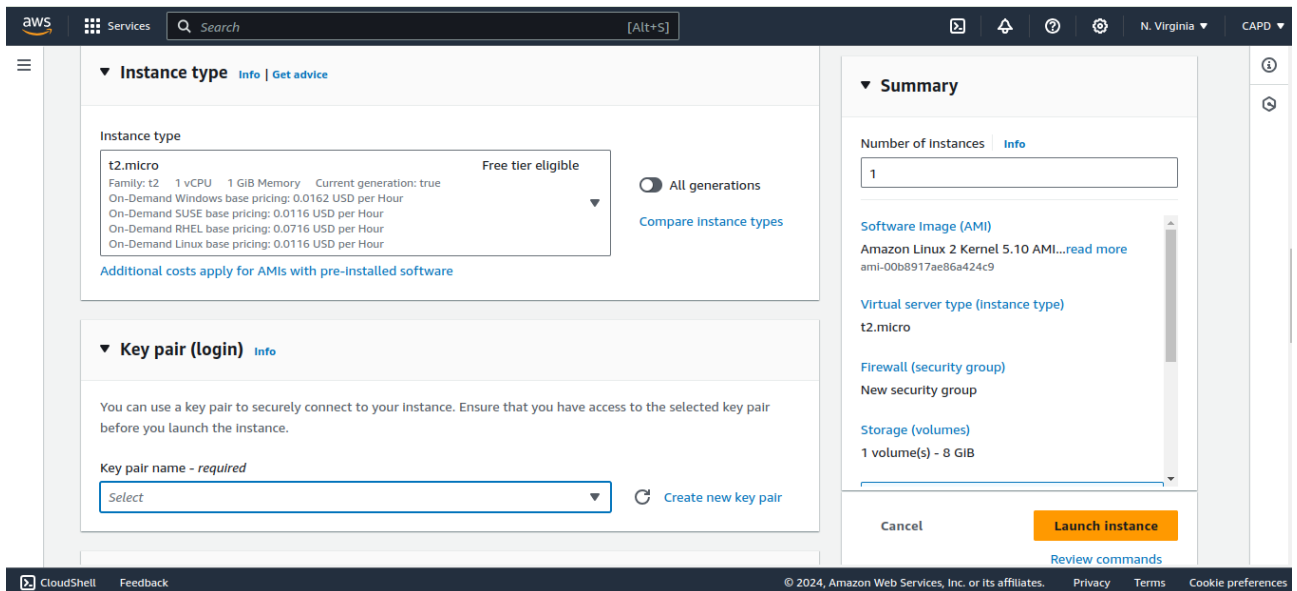 aws
Services
Search
[Alt+S]
N. Virginia
CAPD
Instance type Info | Get advice
Instance type
t2.micro Free tier eligible
Family: t2 1 vCPU 1 GiB Memory Current generation: true
On-Demand Windows base pricing: 0.0162 USD per Hour
On-Demand SUSE base pricing: 0.0116 USD per Hour
On-Demand RHEL base pricing: 0.0716 USD per Hour
On-Demand Linux base pricing: 0.0116 USD per Hour
All generations
Compare instance types
Additional costs apply for AMIs with pre-installed software
Key pair (login) Info
You can use a key pair to securely connect to your instance. Ensure that you have access to the selected key pair
before you launch the instance.
Key pair name - required
Select
Create new key pair
Summary
Number of instances Info
1
Software Image (AMI)
Amazon Linux 2 Kernel 5.10 AMI...read more
ami-00b8917ae86a424c9
Virtual server type (instance type)
t2.micro
Firewall (security group)
New security group
Storage (volumes)
1 volume(s) - 8 GiB
Cancel
Launch instance
Review commands
CloudShell
Feedback
© 2024, Amazon Web Services, Inc. or its affiliates.
Privacy
Terms
Cookie preferences